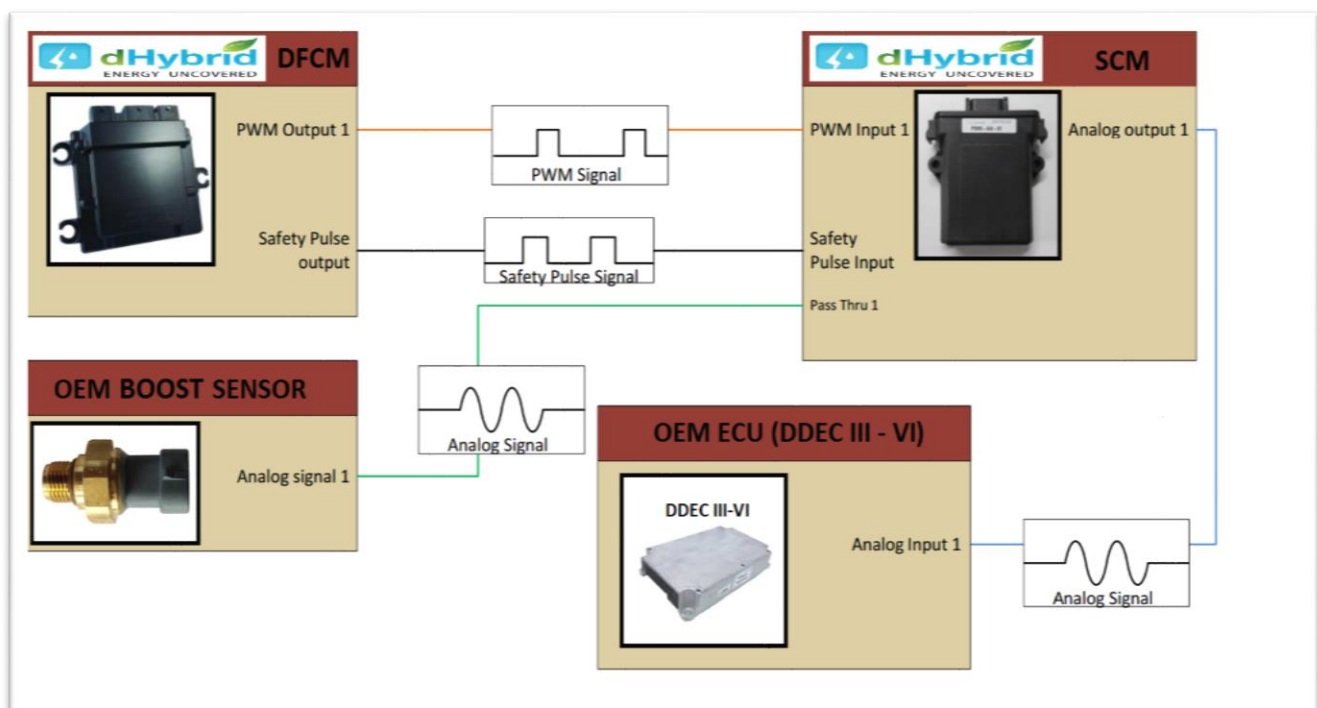 dHybrid
ENERGY UNCOVERED
DFCM
PWM Output 1
Safety Pulse
output
PWM Signal
Safety Pulse Signal
dHybrid
ENERGY UNCOVERED
SCM
PWM Input 1
Analog output 1
Safety
Pulse Input
Pass Thru 1
OEM BOOST SENSOR
Analog signal 1
Analog Signal
OEM ECU (DDEC III - VI)
DDEC III-VI
Analog Input 1
Analog Signal